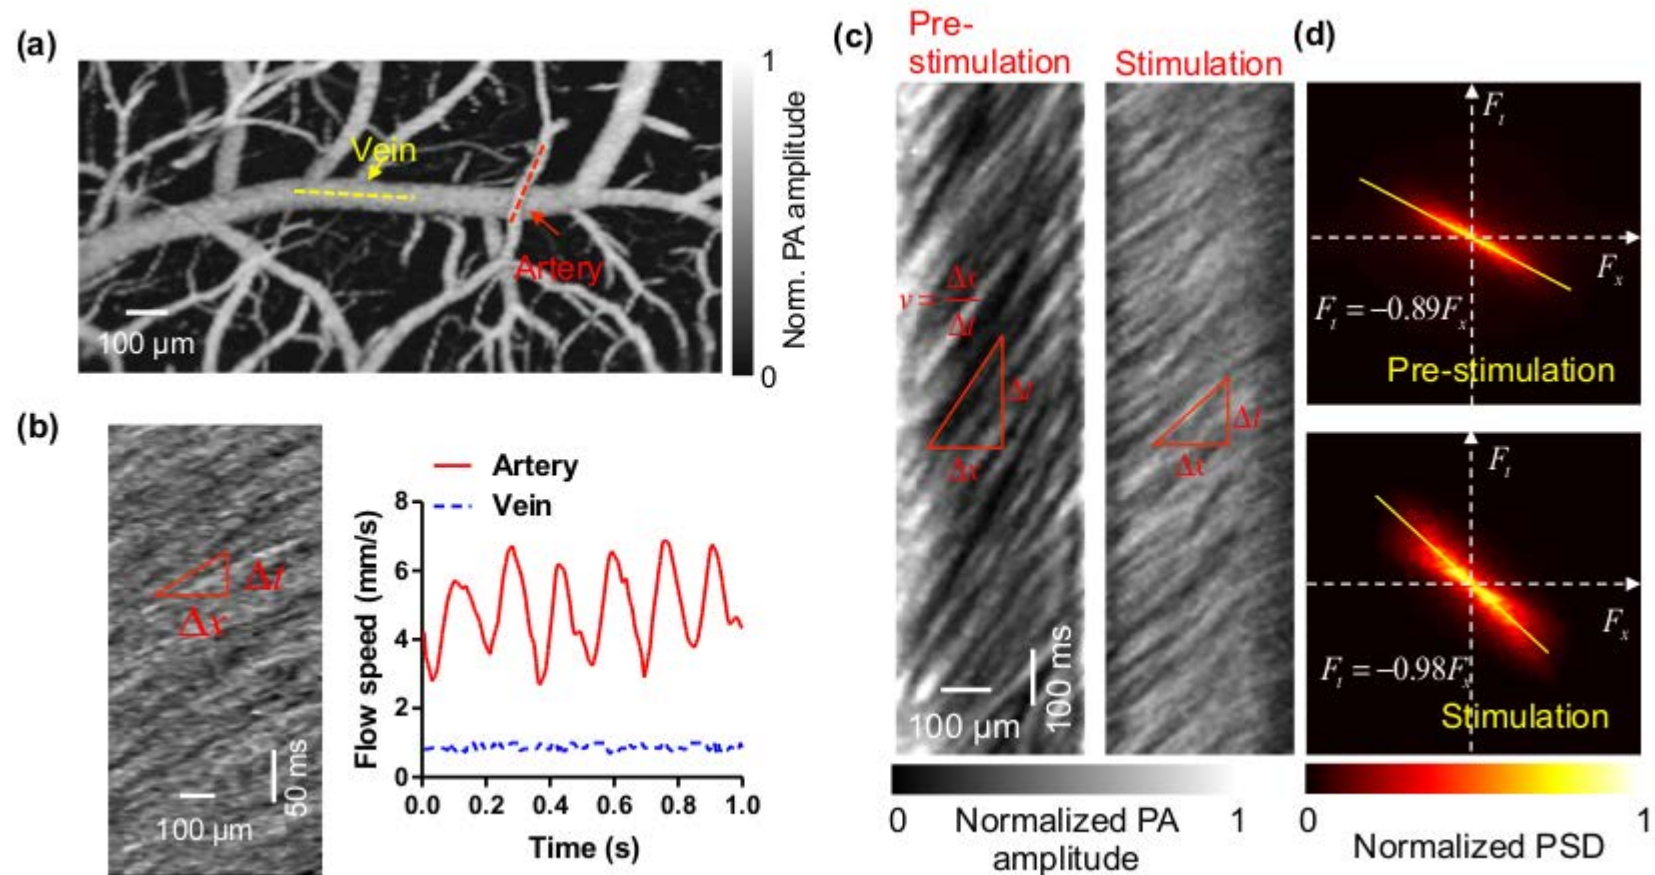 (a)
Vein
Artery
100 μm
1
0
Norm. PA amplitude
(b)
Δt
Δx
100 μm
50 ms
Artery
Vein
Flow speed (mm/s)
8
6
4
2
0
0.0 0.2 0.4 0.6 0.8 1.0
Time (s)
(c)
Pre-
stimulation
Stimulation
v = Δx
Δt
Δt
Δx
Δt
Δx
100 μm
100 ms
0 Normalized PA 1
amplitude
(d)
Fₜ
Fₓ
Fₜ = −0.89Fₓ
Pre-stimulation
Fₜ
Fₓ
Fₜ = −0.98Fₓ
Stimulation
0 1
Normalized PSD